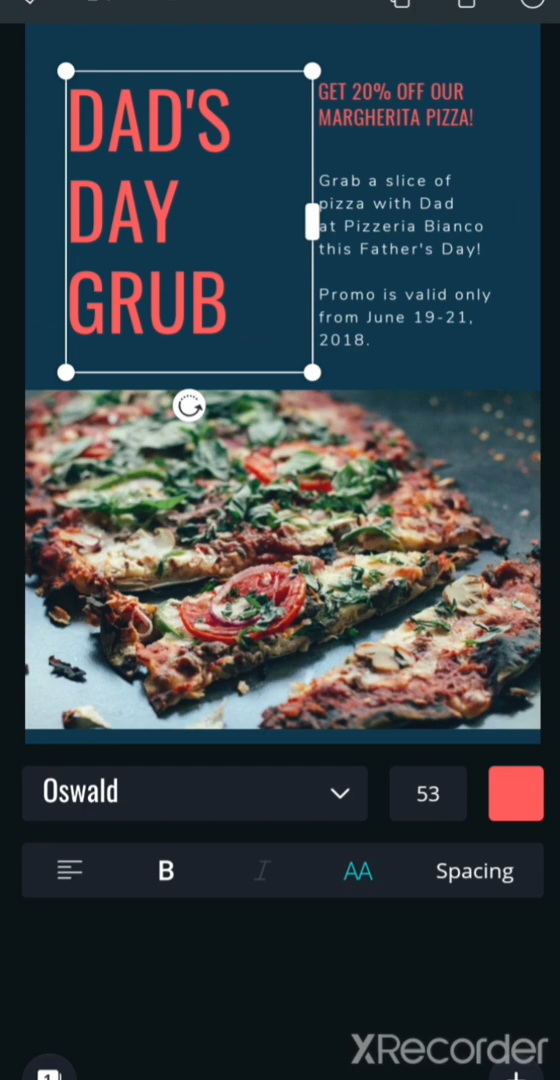 DAD'S
DAY
GRUB
GET 20% OFF OUR
MARGHERITA PIZZA!
Grab a slice of
pizza with Dad
at Pizzeria Bianco
this Father's Day!
Promo is valid only
from June 19-21,
2018.
Oswald
53
B
I
AA
Spacing
XRecorder
1